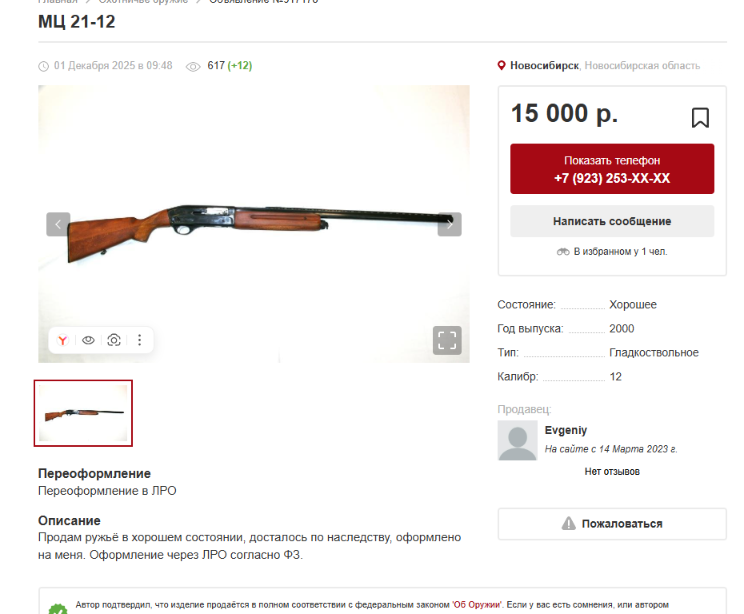 Главная > Охотничье оружие > Объявление №917170
МЦ 21-12
01 Декабря 2025 в 09:48 617 (+12)
Новосибирск, Новосибирская область
15 000 р.
Показать телефон
+7 (923) 253-XX-XX
Написать сообщение
В избранном у 1 чел.
Состояние: Хорошее
Год выпуска: 2000
Тип: Гладкоствольное
Калибр: 12
Продавец:
Evgeniy
На сайте с 14 Марта 2023 г.
Нет отзывов
Пожаловаться
Переоформление
Переоформление в ЛРО
Описание
Продам ружьё в хорошем состоянии, досталось по наследству, оформлено
на меня. Оформление через ЛРО согласно ФЗ.
Автор подтвердил, что изделие продаётся в полном соответствии с федеральным законом 'Об Оружии'. Если у вас есть сомнения, или автором